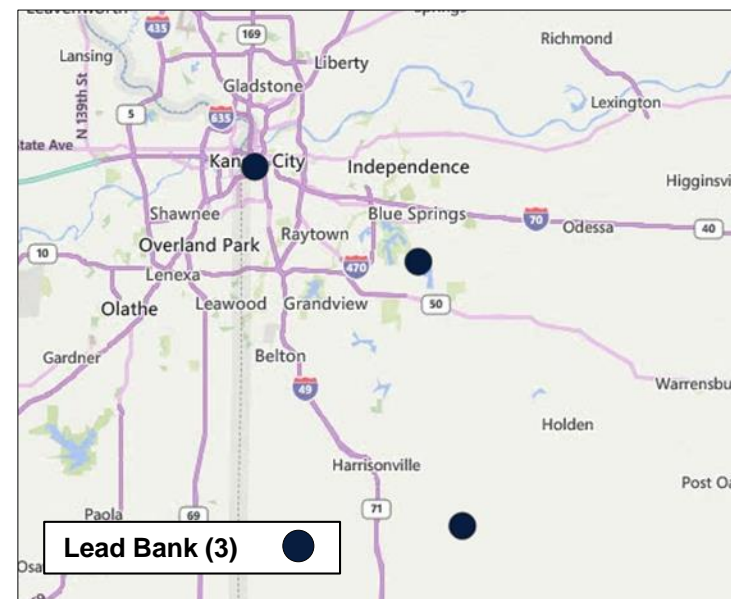 Leavenworth
Springs
435
169
Richmond
Lansing
Liberty
Gladstone
N 139th St
5
635
Lexington
State Ave
Kan City
Independence
Higginsvi
Shawnee
Blue Springs
70
Odessa
40
Raytown
Overland Park
10
470
Lenexa
Leawood
Grandview
50
Olathe
Gardner
Belton
49
Warrensbu
Holden
Harrisonville
Post Oa
Paola
69
71
Lead Bank (3)
Osa